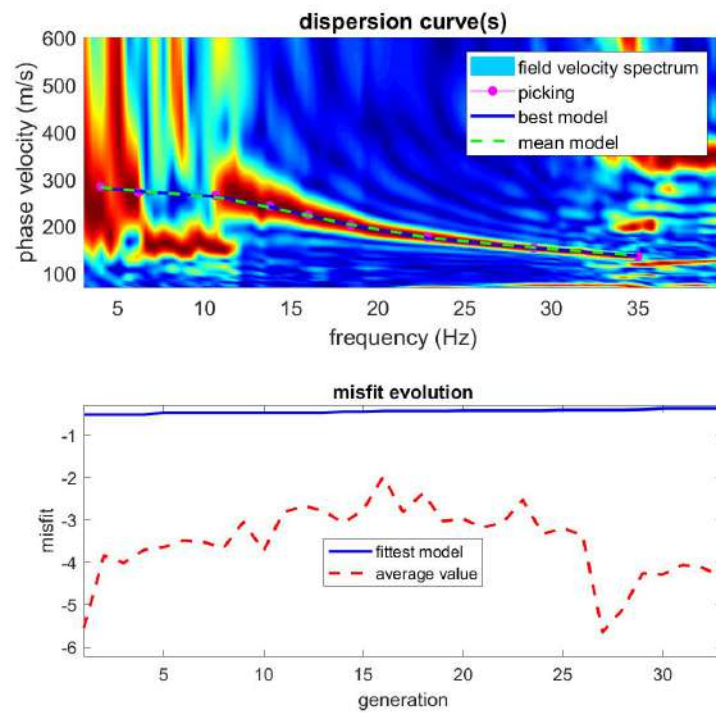 dispersion curve(s)
600
500
400
300
200
100
phase velocity (m/s)
field velocity spectrum
picking
best model
mean model
5 10 15 20 25 30 35
frequency (Hz)
misfit evolution
-1
-2
-3
-4
-5
-6
misfit
fittest model
average value
5 10 15 20 25 30
generation